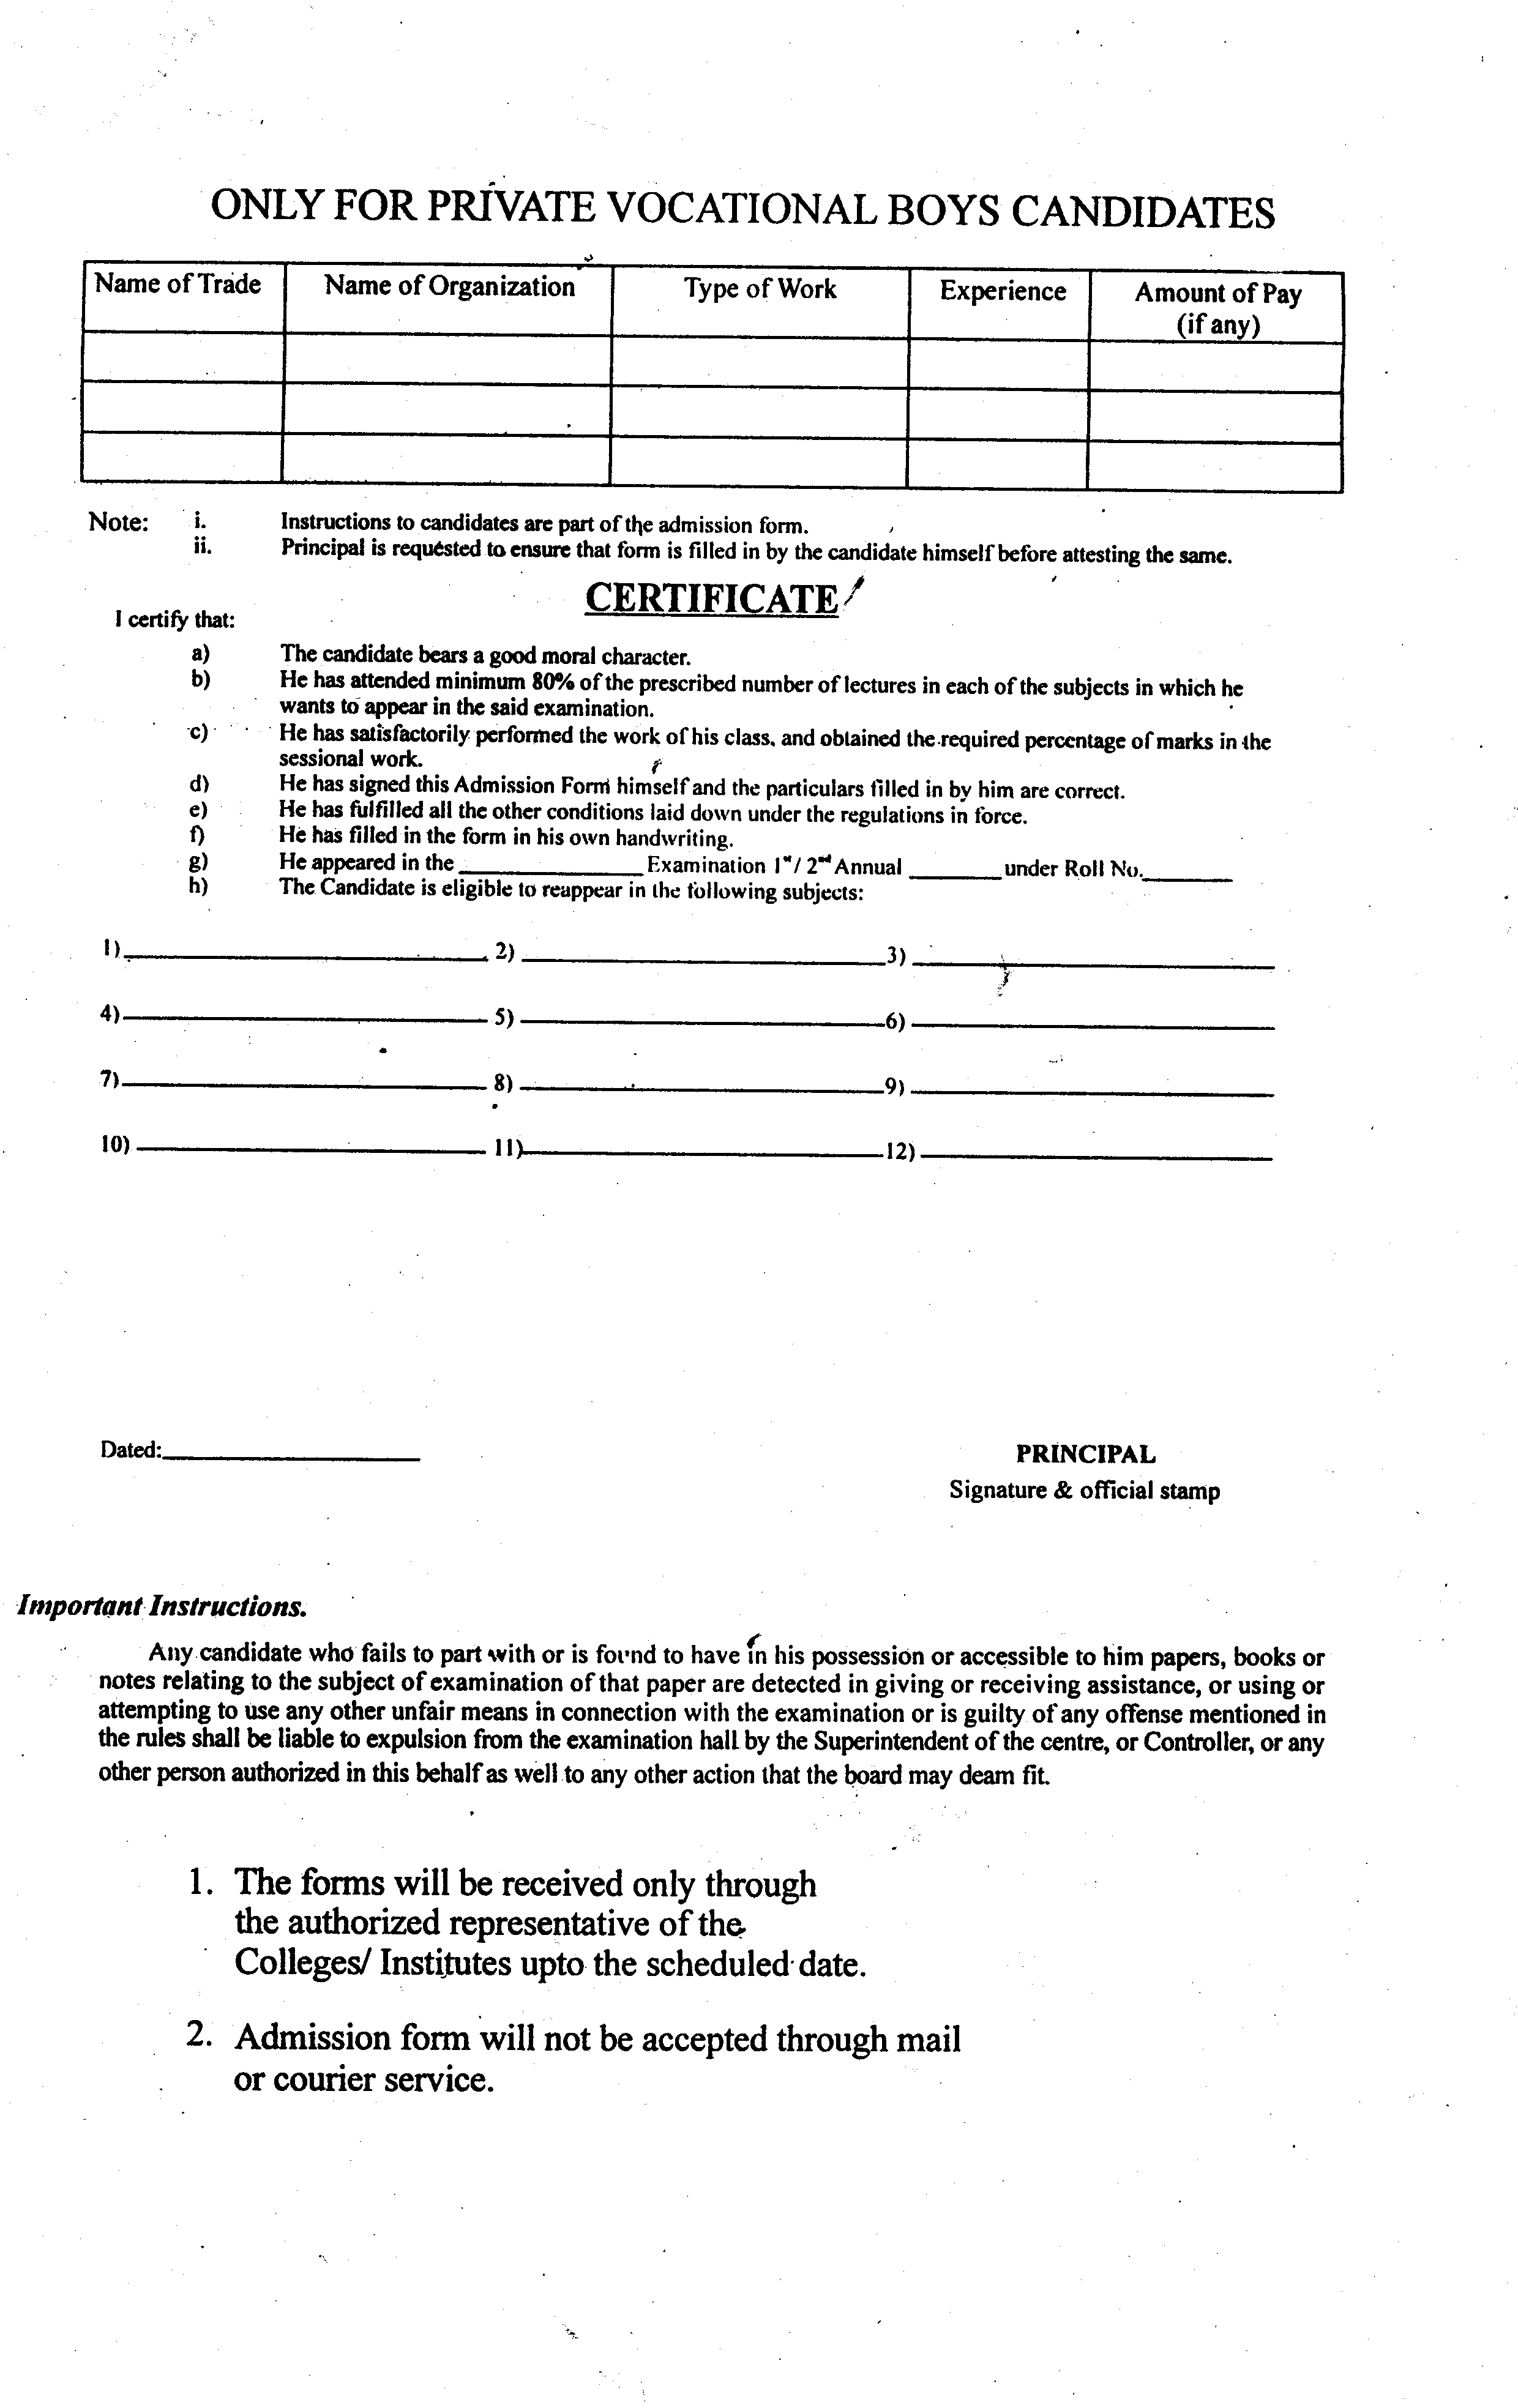 ONLY FOR PRIVATE VOCATIONAL BOYS CANDIDATES
Name of Trade Name of Organization Type of Work Experience Amount of Pay
(if any)
Note: i. Instructions to candidates are part of the admission form.
ii. Principal is requested to ensure that form is filled in by the candidate himself before attesting the same.
CERTIFICATE
I certify that:
a) The candidate bears a good moral character.
b) He has attended minimum 80% of the prescribed number of lectures in each of the subjects in which he
wants to appear in the said examination.
c) He has satisfactorily performed the work of his class, and obtained the required percentage of marks in the
sessional work.
d) He has signed this Admission Form himself and the particulars filled in by him are correct.
e) He has fulfilled all the other conditions laid down under the regulations in force.
f) He has filled in the form in his own handwriting.
g) He appeared in the ________________ Examination 1st/ 2nd Annual ________ under Roll No.________
h) The Candidate is eligible to reappear in the following subjects:
1)________________ 2)________________ 3)________________
4)________________ 5)________________ 6)________________
7)________________ 8)________________ 9)________________
10)________________ 11)________________ 12)________________
Dated:________________ PRINCIPAL
Signature & official stamp
Important Instructions.
Any candidate who fails to part with or is found to have in his possession or accessible to him papers, books or
notes relating to the subject of examination of that paper are detected in giving or receiving assistance, or using or
attempting to use any other unfair means in connection with the examination or is guilty of any offense mentioned in
the rules shall be liable to expulsion from the examination hall by the Superintendent of the centre, or Controller, or any
other person authorized in this behalf as well to any other action that the board may deam fit.
1. The forms will be received only through
the authorized representative of the
Colleges/ Institutes upto the scheduled date.
2. Admission form will not be accepted through mail
or courier service.